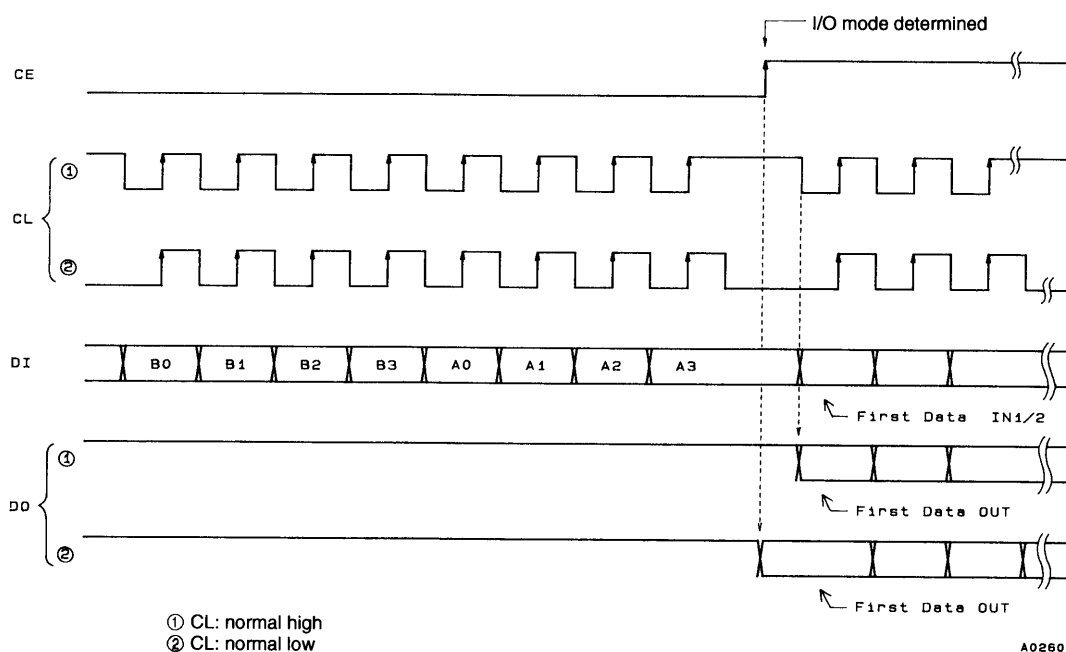 I/O mode determined
CE
CL
①
②
DI
B0 B1 B2 B3 A0 A1 A2 A3
First Data IN1/2
DO
①
First Data OUT
②
First Data OUT
① CL: normal high
② CL: normal low
A0260